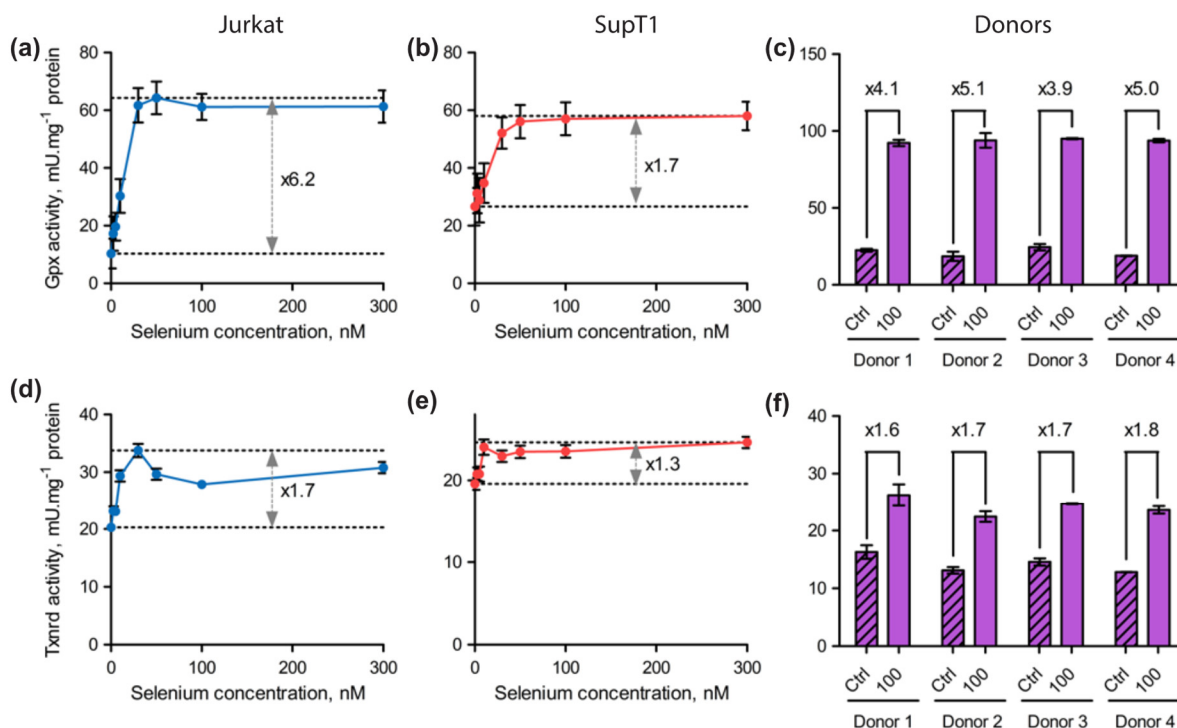 Jurkat
SupT1
Donors
(a)
Gpx activity, mU.mg⁻¹ protein
80
60
40
20
0
x6.2
0 100 200 300
Selenium concentration, nM
(b)
80
60
40
20
0
x1.7
0 100 200 300
Selenium concentration, nM
(c)
100
50
0
x4.1 x5.1 x3.9 x5.0
Ctrl 100 Ctrl 100 Ctrl 100 Ctrl 100
Donor 1 Donor 2 Donor 3 Donor 4
(d)
Txnrd activity, mU.mg⁻¹ protein
40
30
20
10
0
x1.7
0 100 200 300
Selenium concentration, nM
(e)
20
0
x1.3
0 100 200 300
Selenium concentration, nM
(f)
40
30
20
10
0
x1.6 x1.7 x1.7 x1.8
Ctrl 100 Ctrl 100 Ctrl 100 Ctrl 100
Donor 1 Donor 2 Donor 3 Donor 4